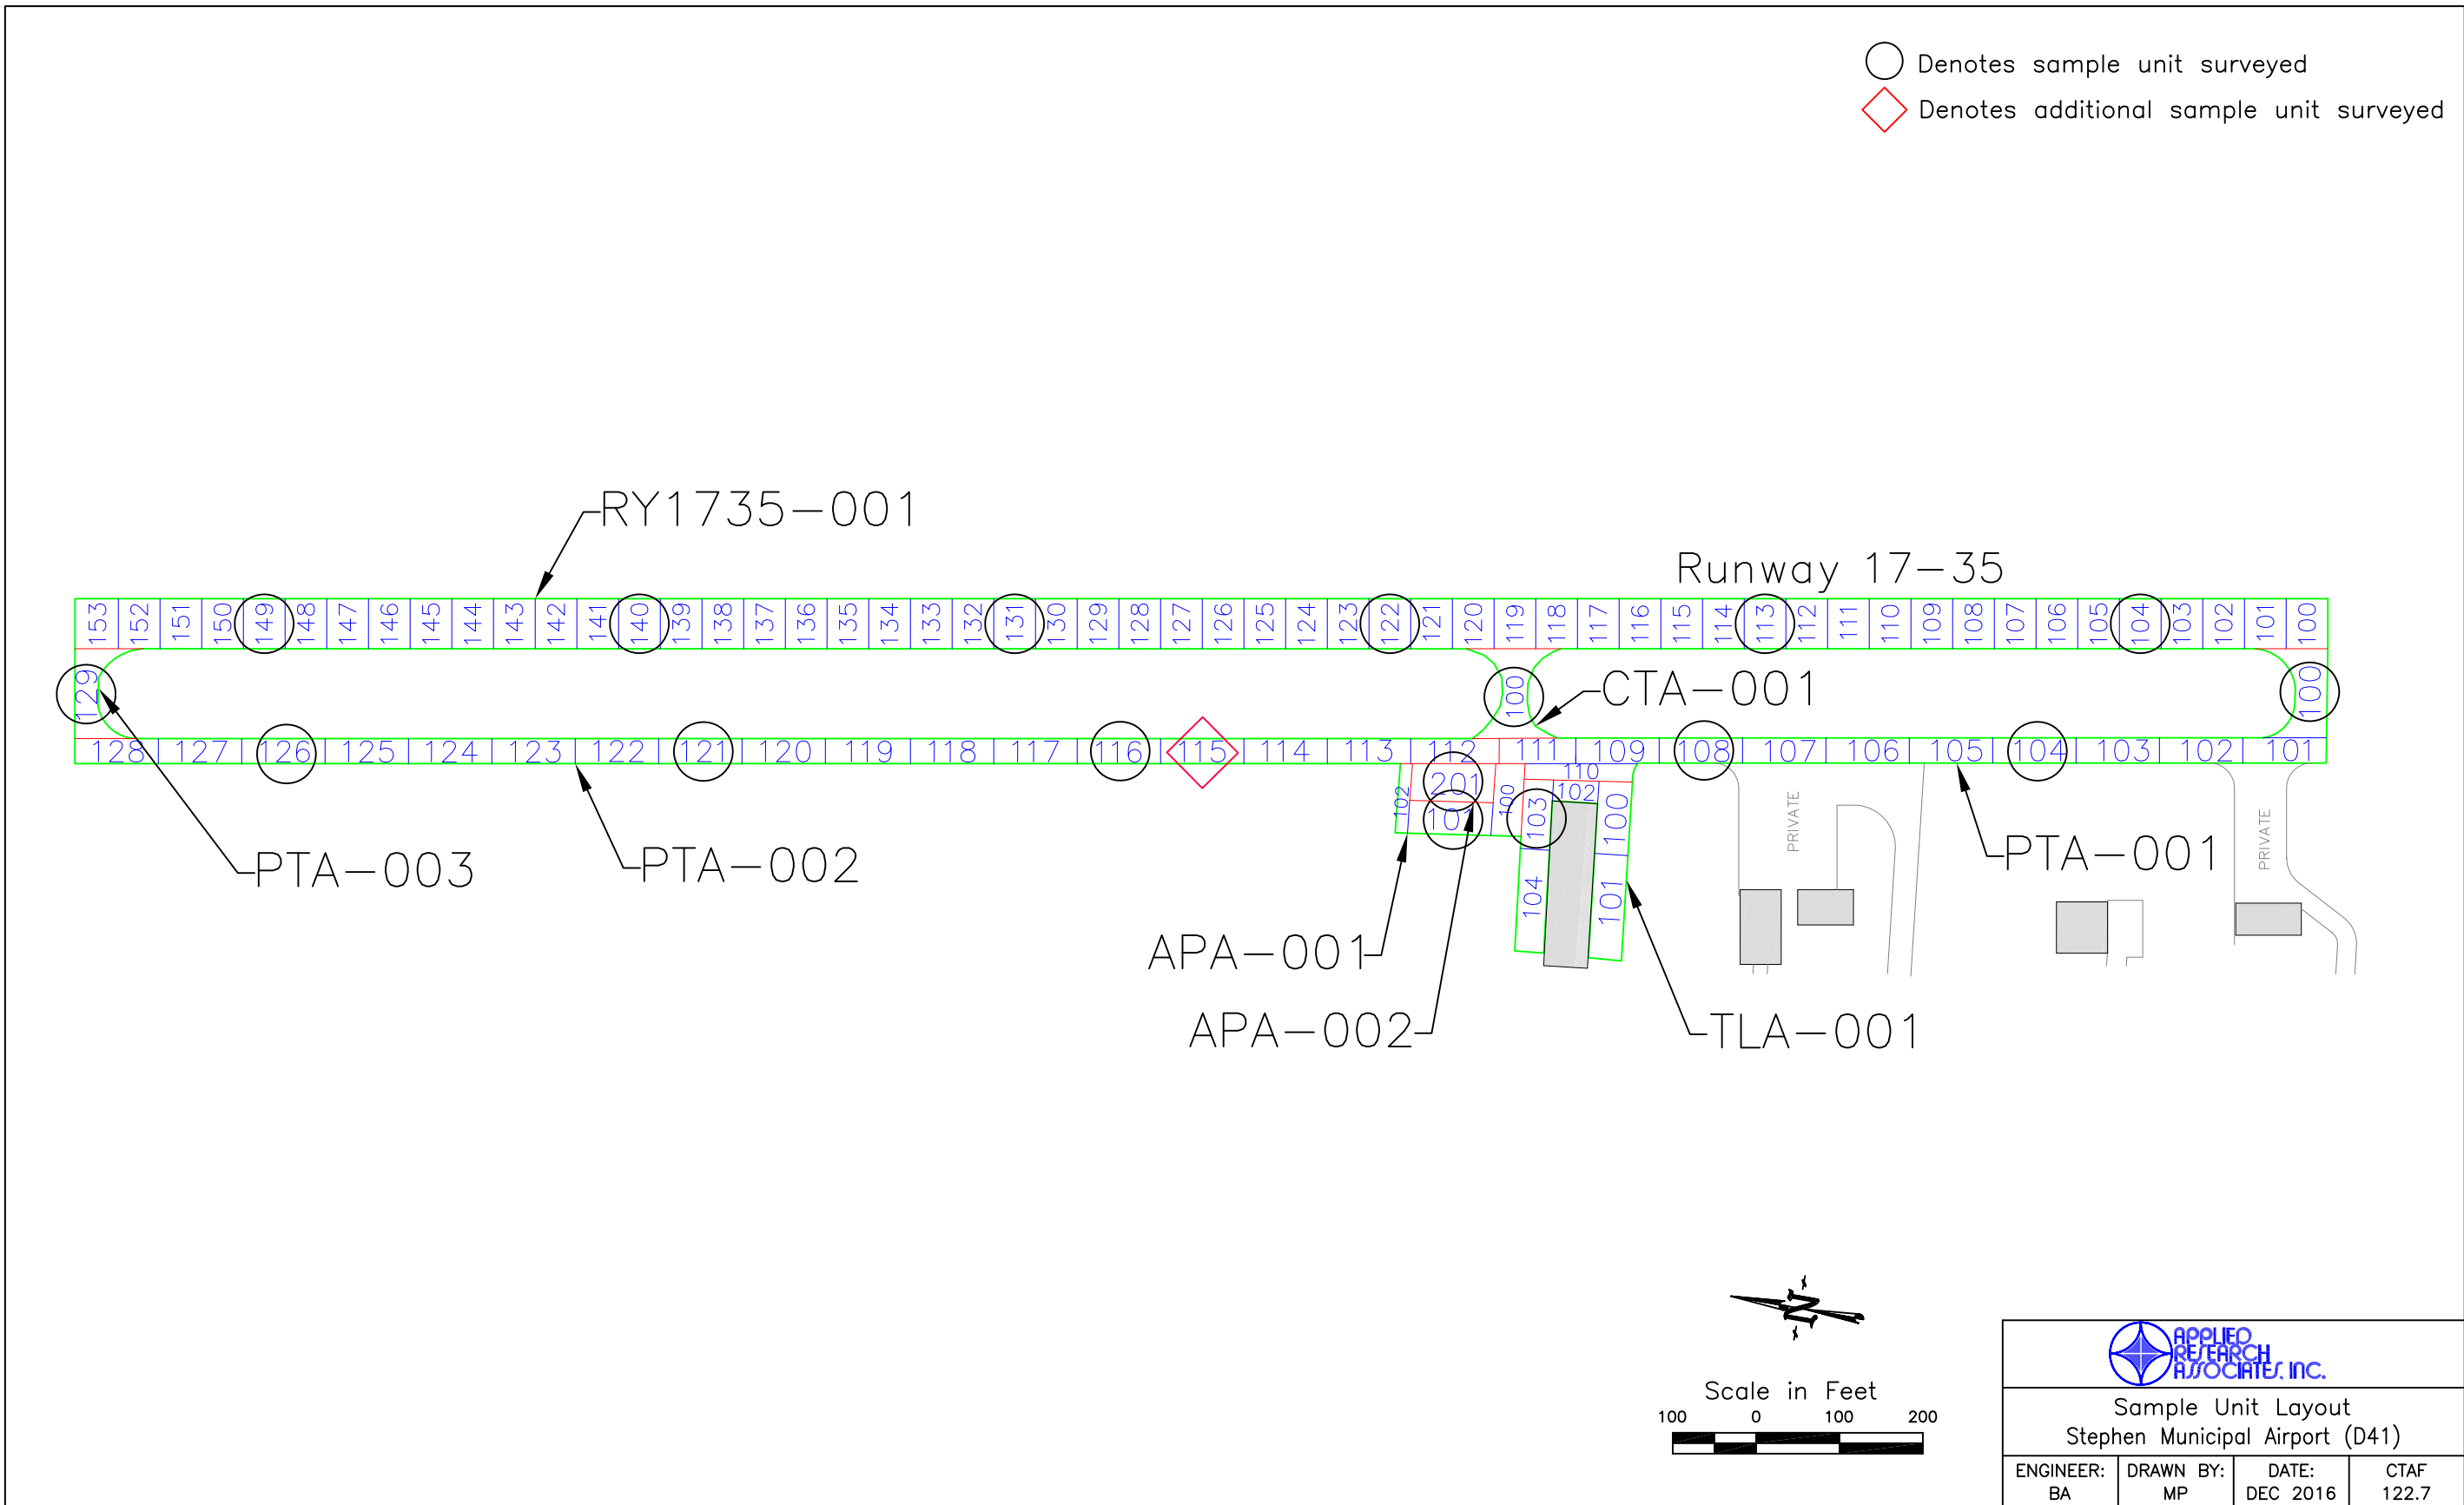 Denotes sample unit surveyed
Denotes additional sample unit surveyed
RY1735-001
Runway 17-35
153 152 151 150 149 148 147 146 145 144 143 142 141 140 139 138 137 136 135 134 133 132 131 130 129 128 127 126 125 124 123 122 121 120 119 118 117 116 115 114 113 112 111 110 109 108 107 106 105 104 103 102 101 100
129
100
CTA-001
100
128 127 126 125 124 123 122 121 120 119 118 117 116 115 114 113 112 111 109 108 107 106 105 104 103 102 101
110
102 201 100 102 100
101 103
104 101
PRIVATE
PRIVATE
PTA-003
PTA-002
PTA-001
APA-001
APA-002
TLA-001
N
Scale in Feet
100 0 100 200
APPLIED
RESEARCH
ASSOCIATES, INC.
Sample Unit Layout
Stephen Municipal Airport (D41)
ENGINEER: DRAWN BY: DATE: CTAF
BA MP DEC 2016 122.7